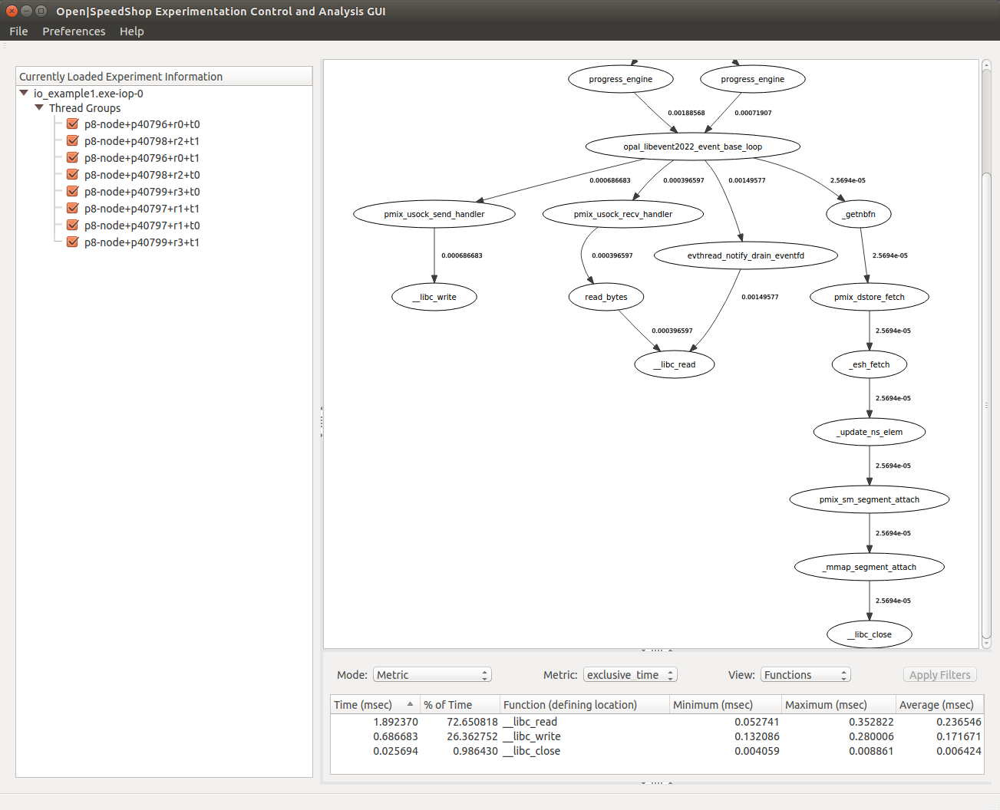 Open|SpeedShop Experimentation Control and Analysis GUI
File Preferences Help
Currently Loaded Experiment Information
io_example1.exe-iop-0
Thread Groups
p8-node+p40796+r0+t0
p8-node+p40798+r2+t1
p8-node+p40796+r0+t1
p8-node+p40798+r2+t0
p8-node+p40799+r3+t0
p8-node+p40797+r1+t1
p8-node+p40797+r1+t0
p8-node+p40799+r3+t1
progress_engine progress_engine
0.00188568 0.00071907
opal_libevent2022_event_base_loop
0.000686683 0.000396597 0.00149577 2.5694e-05
pmix_usock_send_handler pmix_usock_recv_handler _getnbfn
0.000686683 0.000396597 evthread_notify_drain_eventfd 2.5694e-05
__libc_write read_bytes 0.00149577 pmix_dstore_fetch
0.000396597 2.5694e-05
__libc_read _esh_fetch
2.5694e-05
_update_ns_elem
2.5694e-05
pmix_sm_segment_attach
2.5694e-05
_mmap_segment_attach
2.5694e-05
__libc_close
Mode: Metric Metric: exclusive_time View: Functions Apply Filters
Time (msec) % of Time Function (defining location) Minimum (msec) Maximum (msec) Average (msec)
1.892370 72.650818 __libc_read 0.052741 0.352822 0.236546
0.686683 26.362752 __libc_write 0.132086 0.280006 0.171671
0.025694 0.986430 __libc_close 0.004059 0.008861 0.006424